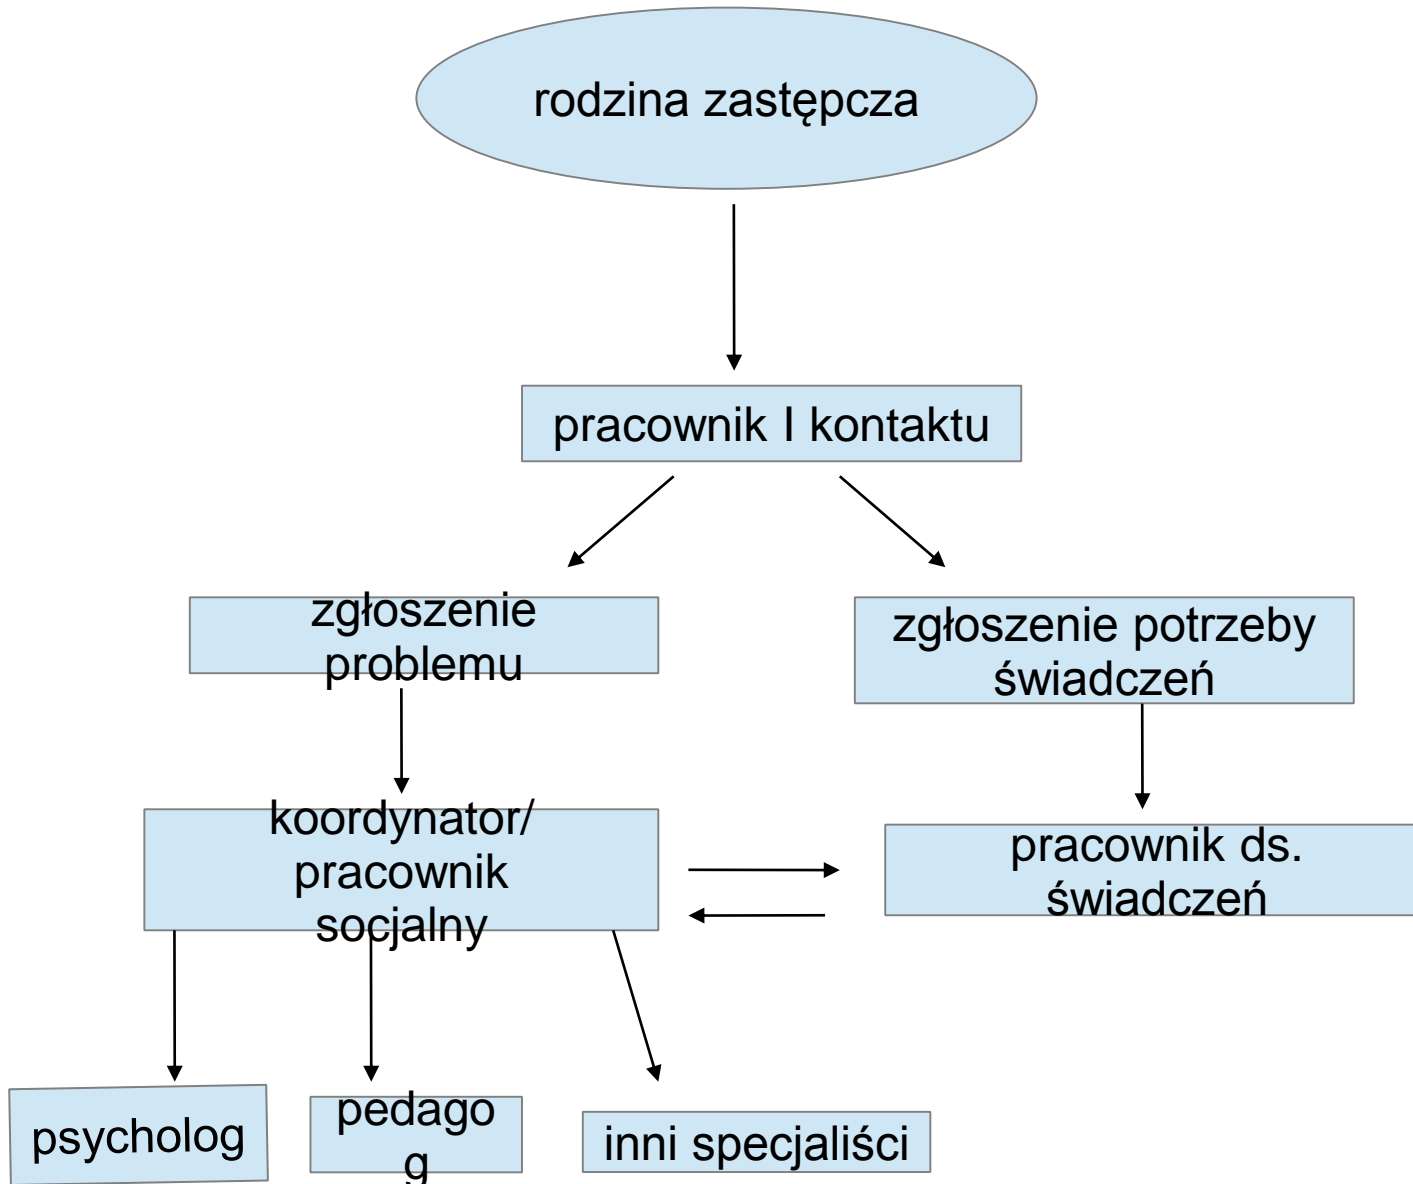 rodzina zastępcza
pracownik I kontaktu
zgłoszenie
problemu
zgłoszenie potrzeby
świadczeń
koordynator/
pracownik
socjalny
pracownik ds.
świadczeń
psycholog
pedago
g
inni specjaliści